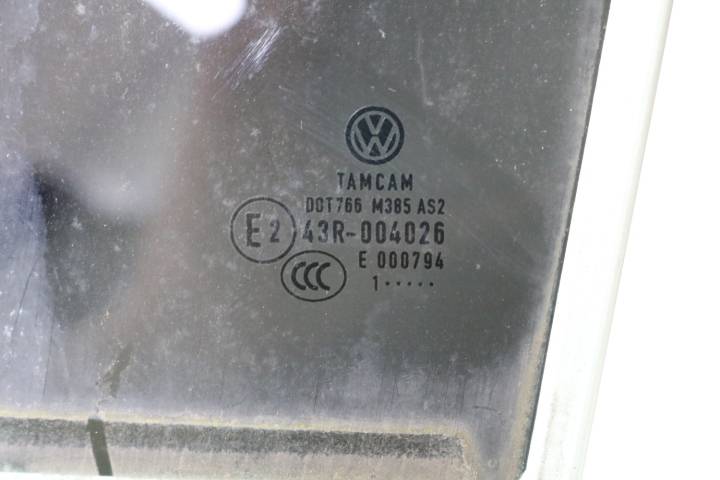 TAMCAM
DOT766 M385 AS2
E2 43R-004026
E 000794
CCC
1·····